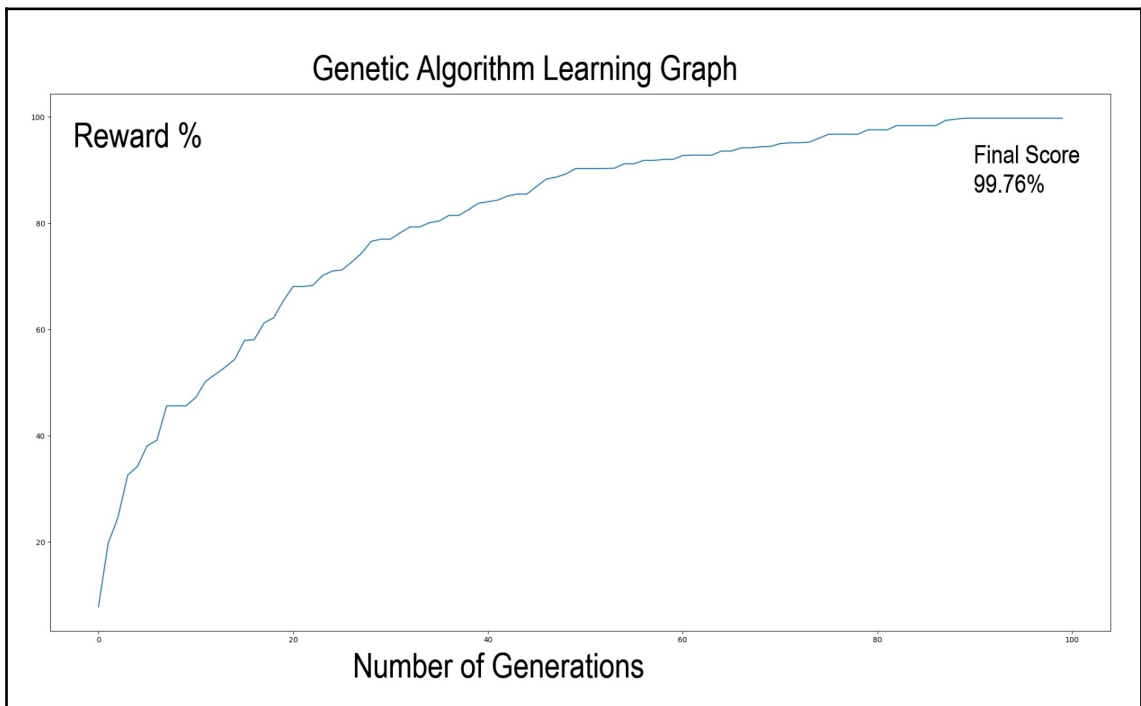 Genetic Algorithm Learning Graph
100
Reward %
Final Score
99.76%
80
60
40
20
0 20 40 60 80 100
Number of Generations